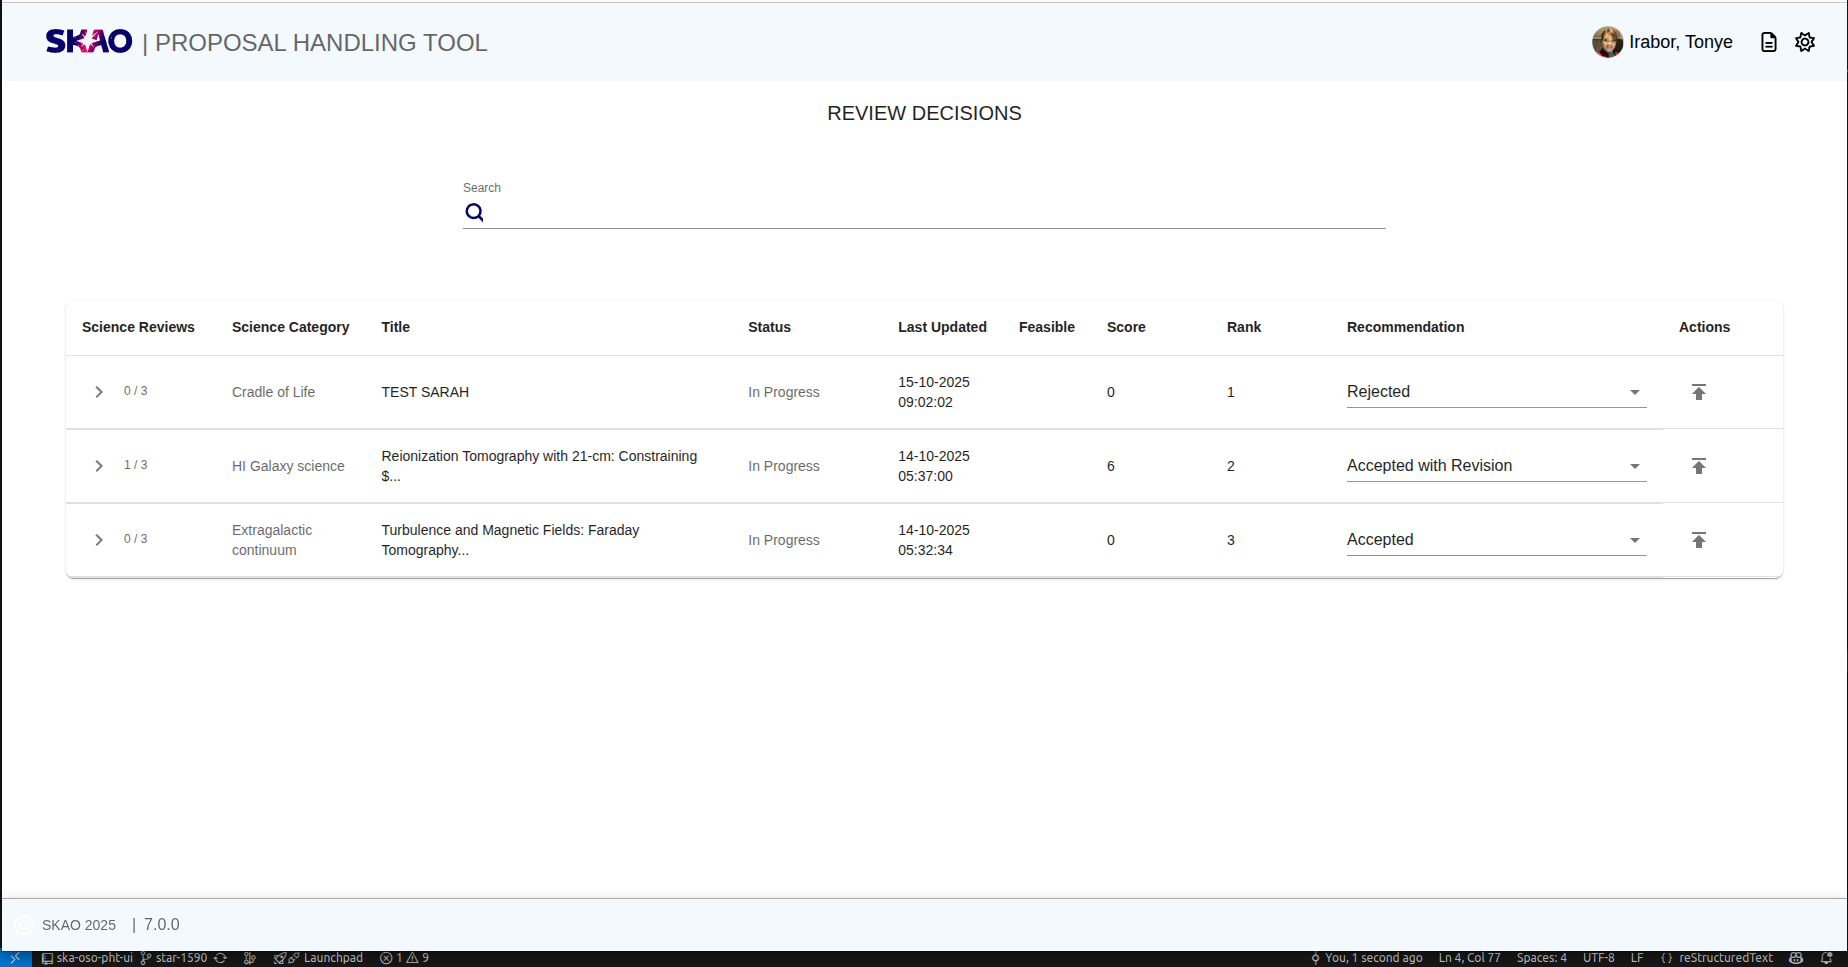 SKAO | PROPOSAL HANDLING TOOL
Irabor, Tonye
REVIEW DECISIONS
Search
Science Reviews Science Category Title Status Last Updated Feasible Score Rank Recommendation Actions
0 / 3 Cradle of Life TEST SARAH In Progress 15-10-2025 09:02:02 0 1 Rejected
1 / 3 HI Galaxy science Reionization Tomography with 21-cm: Constraining $... In Progress 14-10-2025 05:37:00 6 2 Accepted with Revision
0 / 3 Extragalactic continuum Turbulence and Magnetic Fields: Faraday Tomography... In Progress 14-10-2025 05:32:34 0 3 Accepted
SKAO 2025 | 7.0.0
ska-oso-pht-ui star-1590 Launchpad 1 9 You, 1 second ago Ln 4, Col 77 Spaces: 4 UTF-8 LF {} reStructuredText